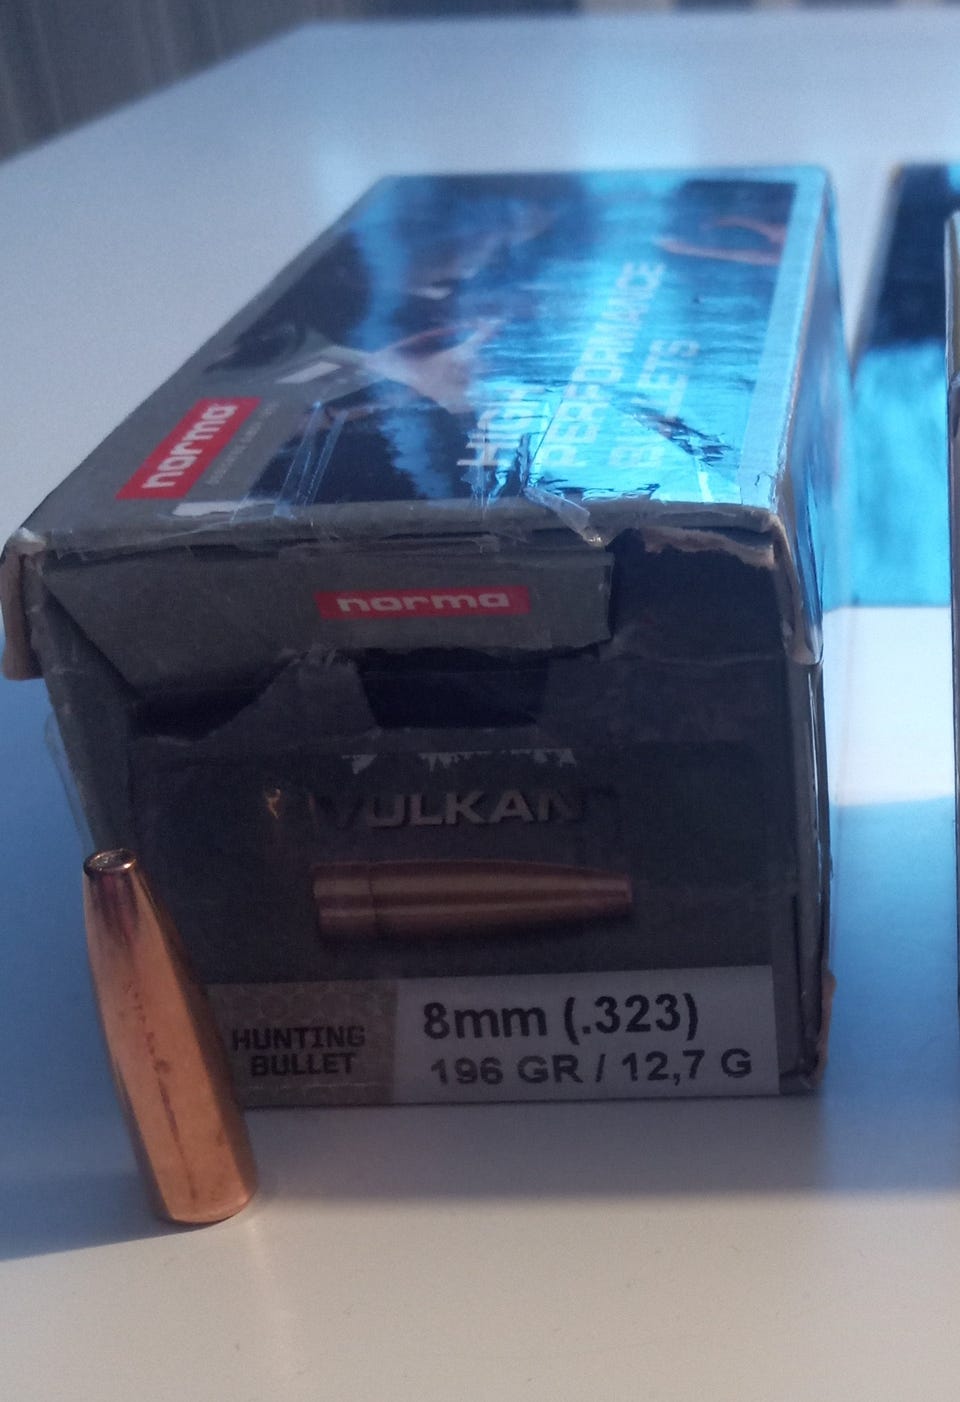 norma
HIGH
PERFORMANCE
BULLETS
norma
VULKAN
HUNTING
BULLET
8mm (.323)
196 GR / 12,7 G